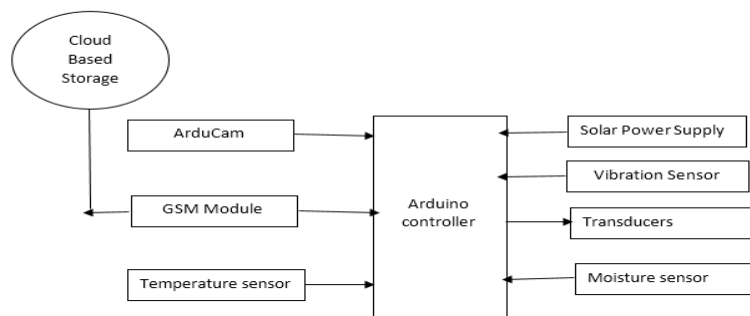 Cloud
Based
Storage
ArduCam
GSM Module
Temperature sensor
Arduino
controller
Solar Power Supply
Vibration Sensor
Transducers
Moisture sensor